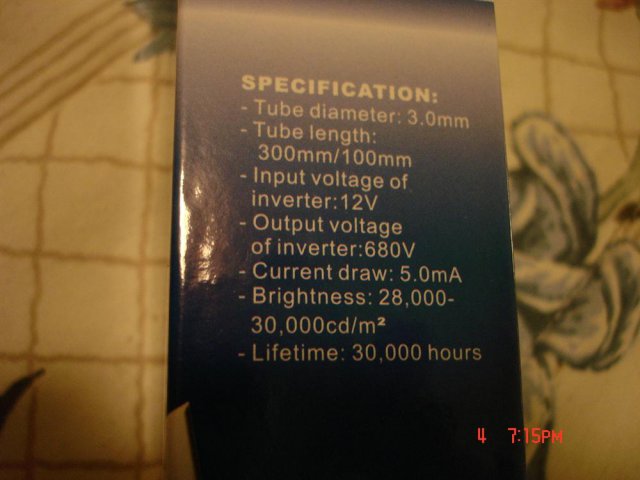 SPECIFICATION:
- Tube diameter: 3.0mm
- Tube length:
300mm/100mm
- Input voltage of
inverter:12V
- Output voltage
of inverter:680V
- Current draw: 5.0mA
- Brightness: 28,000-
30,000cd/m²
- Lifetime: 30,000 hours
4 7:15PM